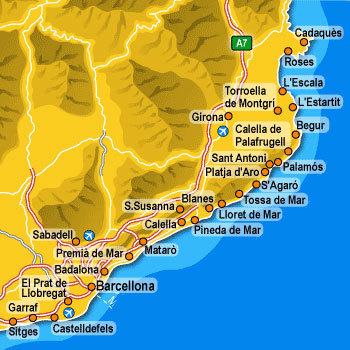 Cadaquès
A7
Roses
L'Escala
Torroella
de Montgrí
L'Estartit
Girona
Calella de
Palafrugell
Begur
Sant Antoni
Palamós
Platja d'Aro
S'Agaró
Blanes
Tossa de Mar
S.Susanna
Lloret de Mar
Calella
Pineda de Mar
Sabadell
Premià de Mar
Mataró
Badalona
El Prat de
Llobregat
Barcellona
Garraf
Sitges
Castelldefels